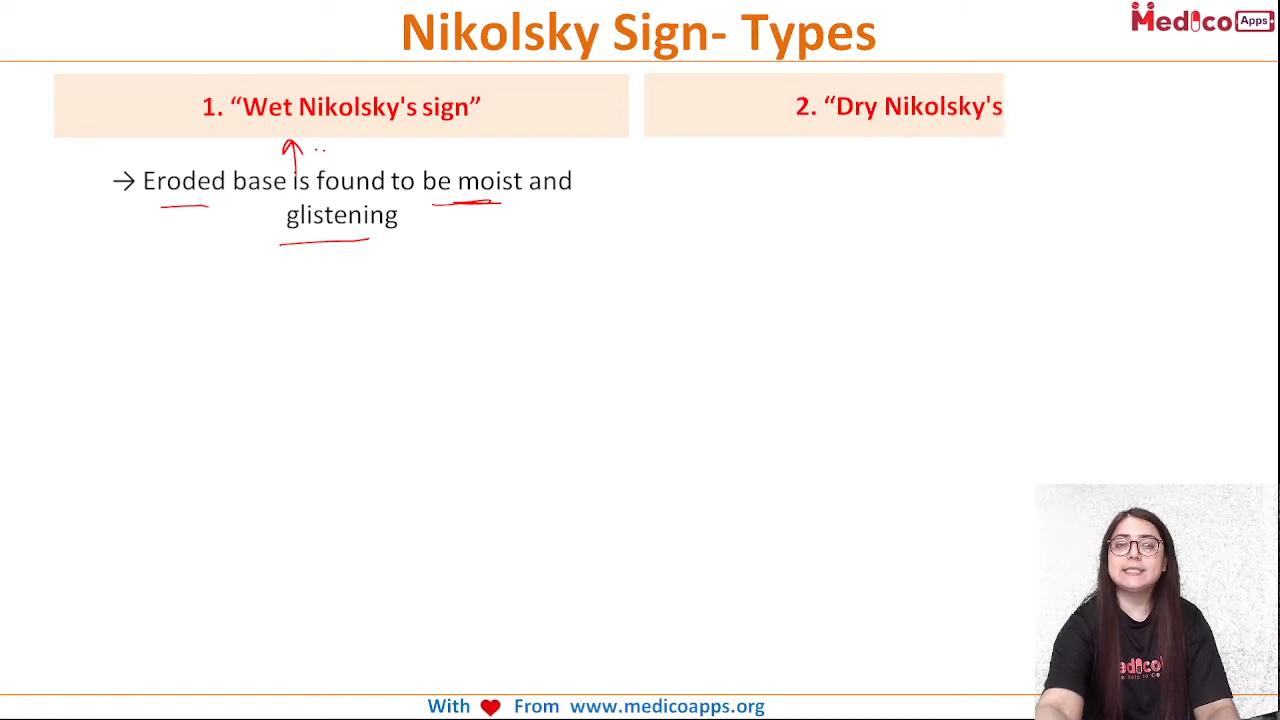 Nikolsky Sign- Types
Medico Apps
1. “Wet Nikolsky's sign”
2. “Dry Nikolsky's
→ Eroded base is found to be moist and
glistening
edico
With ❤ From www.medicoapps.org